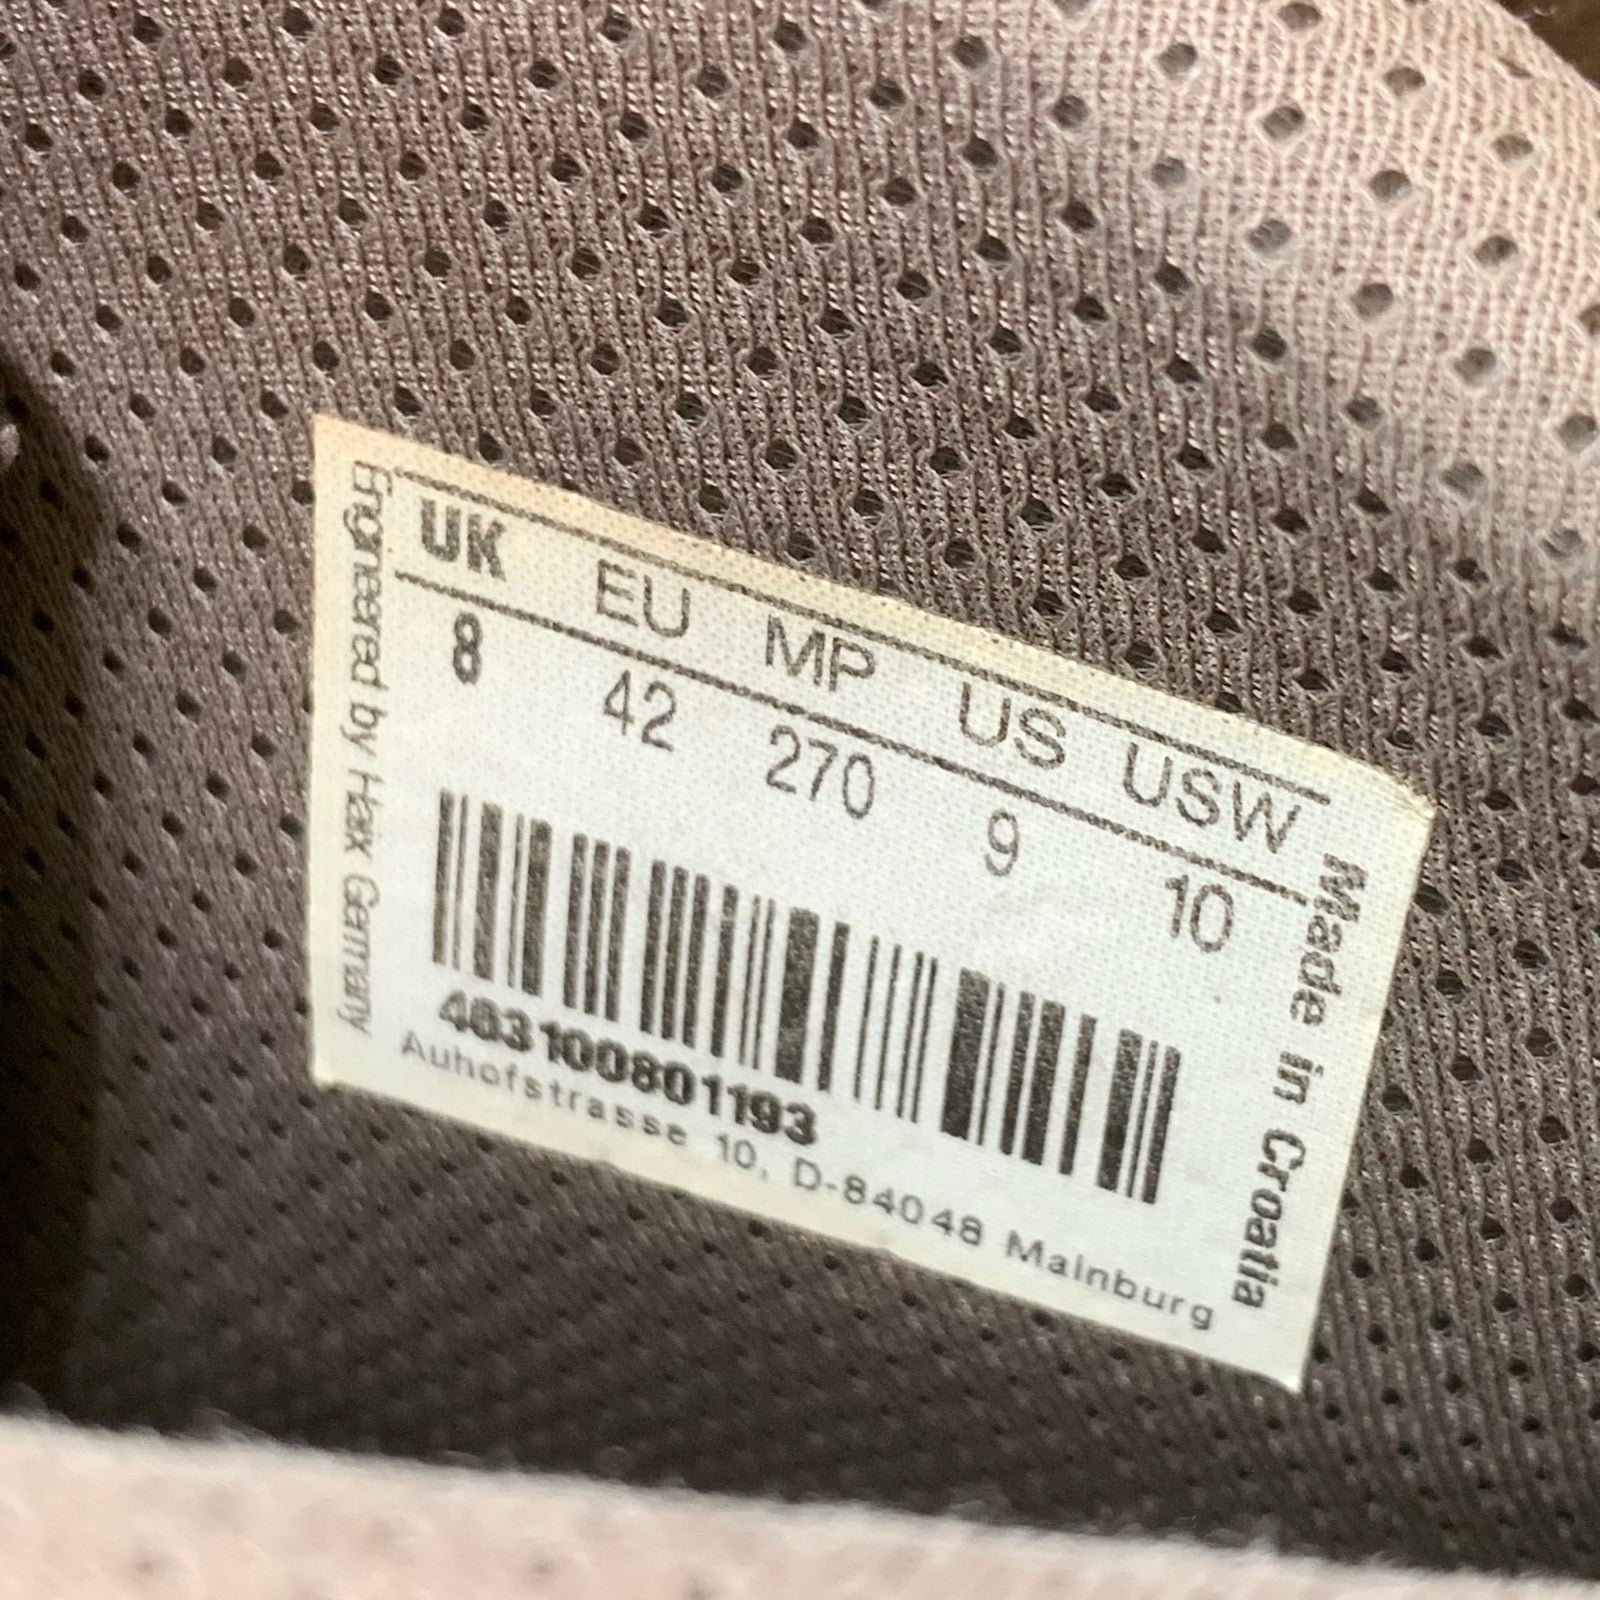 UK EU MP US USW
8 42 270 9 10
Engineered by Haix Germany
Made in Croatia
403100801193
Auhofstrasse 10, D-84048 Mainburg